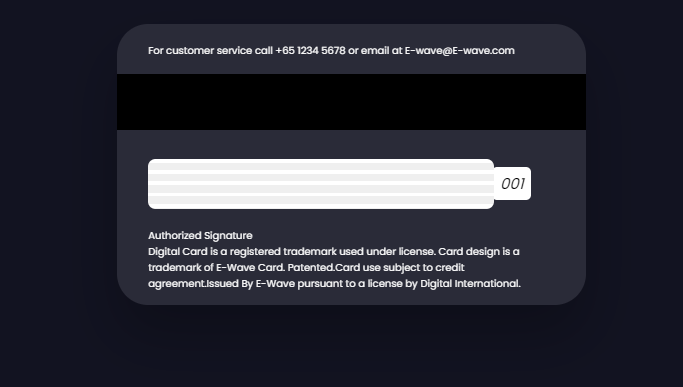 For customer service call +65 1234 5678 or email at E-wave@E-wave.com
001
Authorized Signature
Digital Card is a registered trademark used under license. Card design is a
trademark of E-Wave Card. Patented.Card use subject to credit
agreement.Issued By E-Wave pursuant to a license by Digital International.